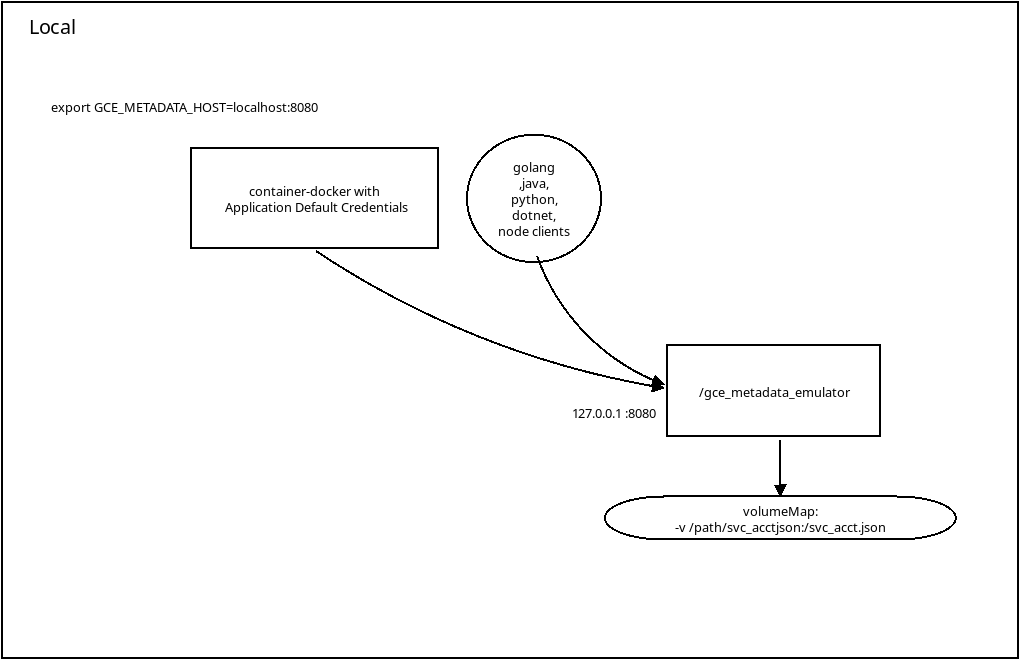 Local
export GCE_METADATA_HOST=localhost:8080
container-docker with
Application Default Credentials
golang
,java,
python,
dotnet,
node clients
/gce_metadata_emulator
127.0.0.1 :8080
volumeMap:
-v /path/svc_acctjson:/svc_acct.json